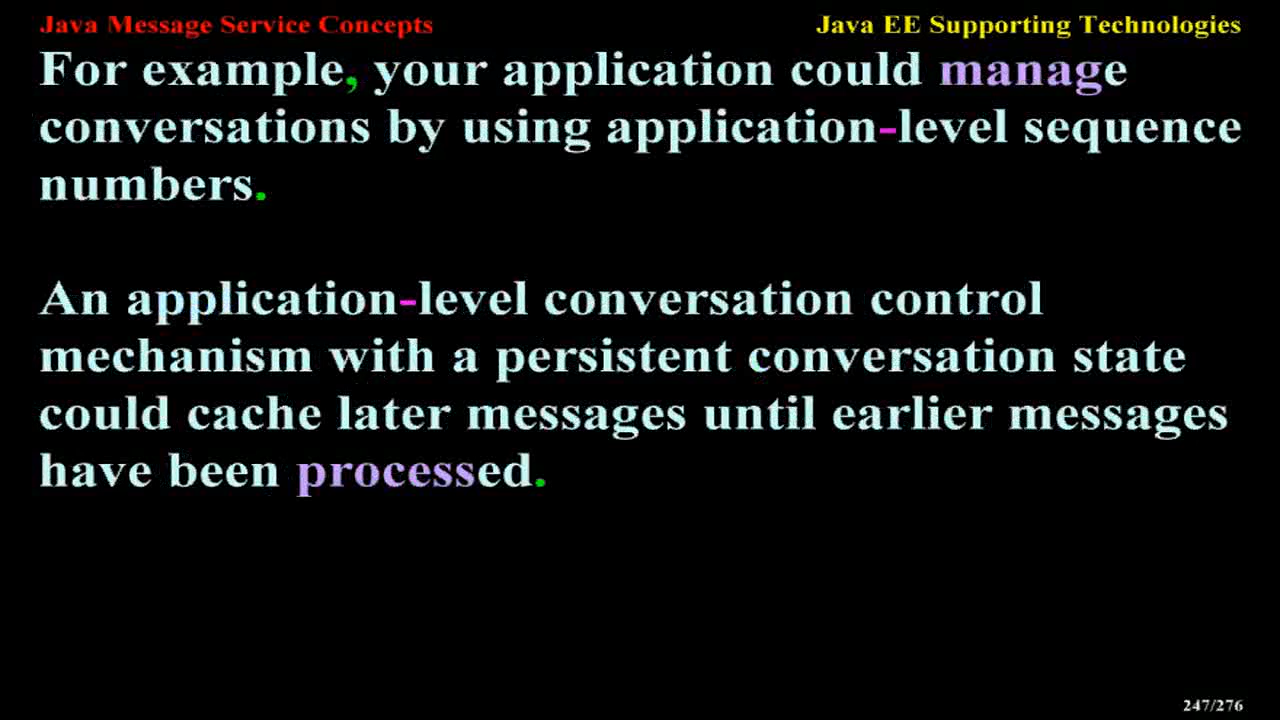 Java Message Service Concepts
Java EE Supporting Technologies
For example, your application could manage
conversations by using application-level sequence
numbers.
An application-level conversation control
mechanism with a persistent conversation state
could cache later messages until earlier messages
have been processed.
247/276